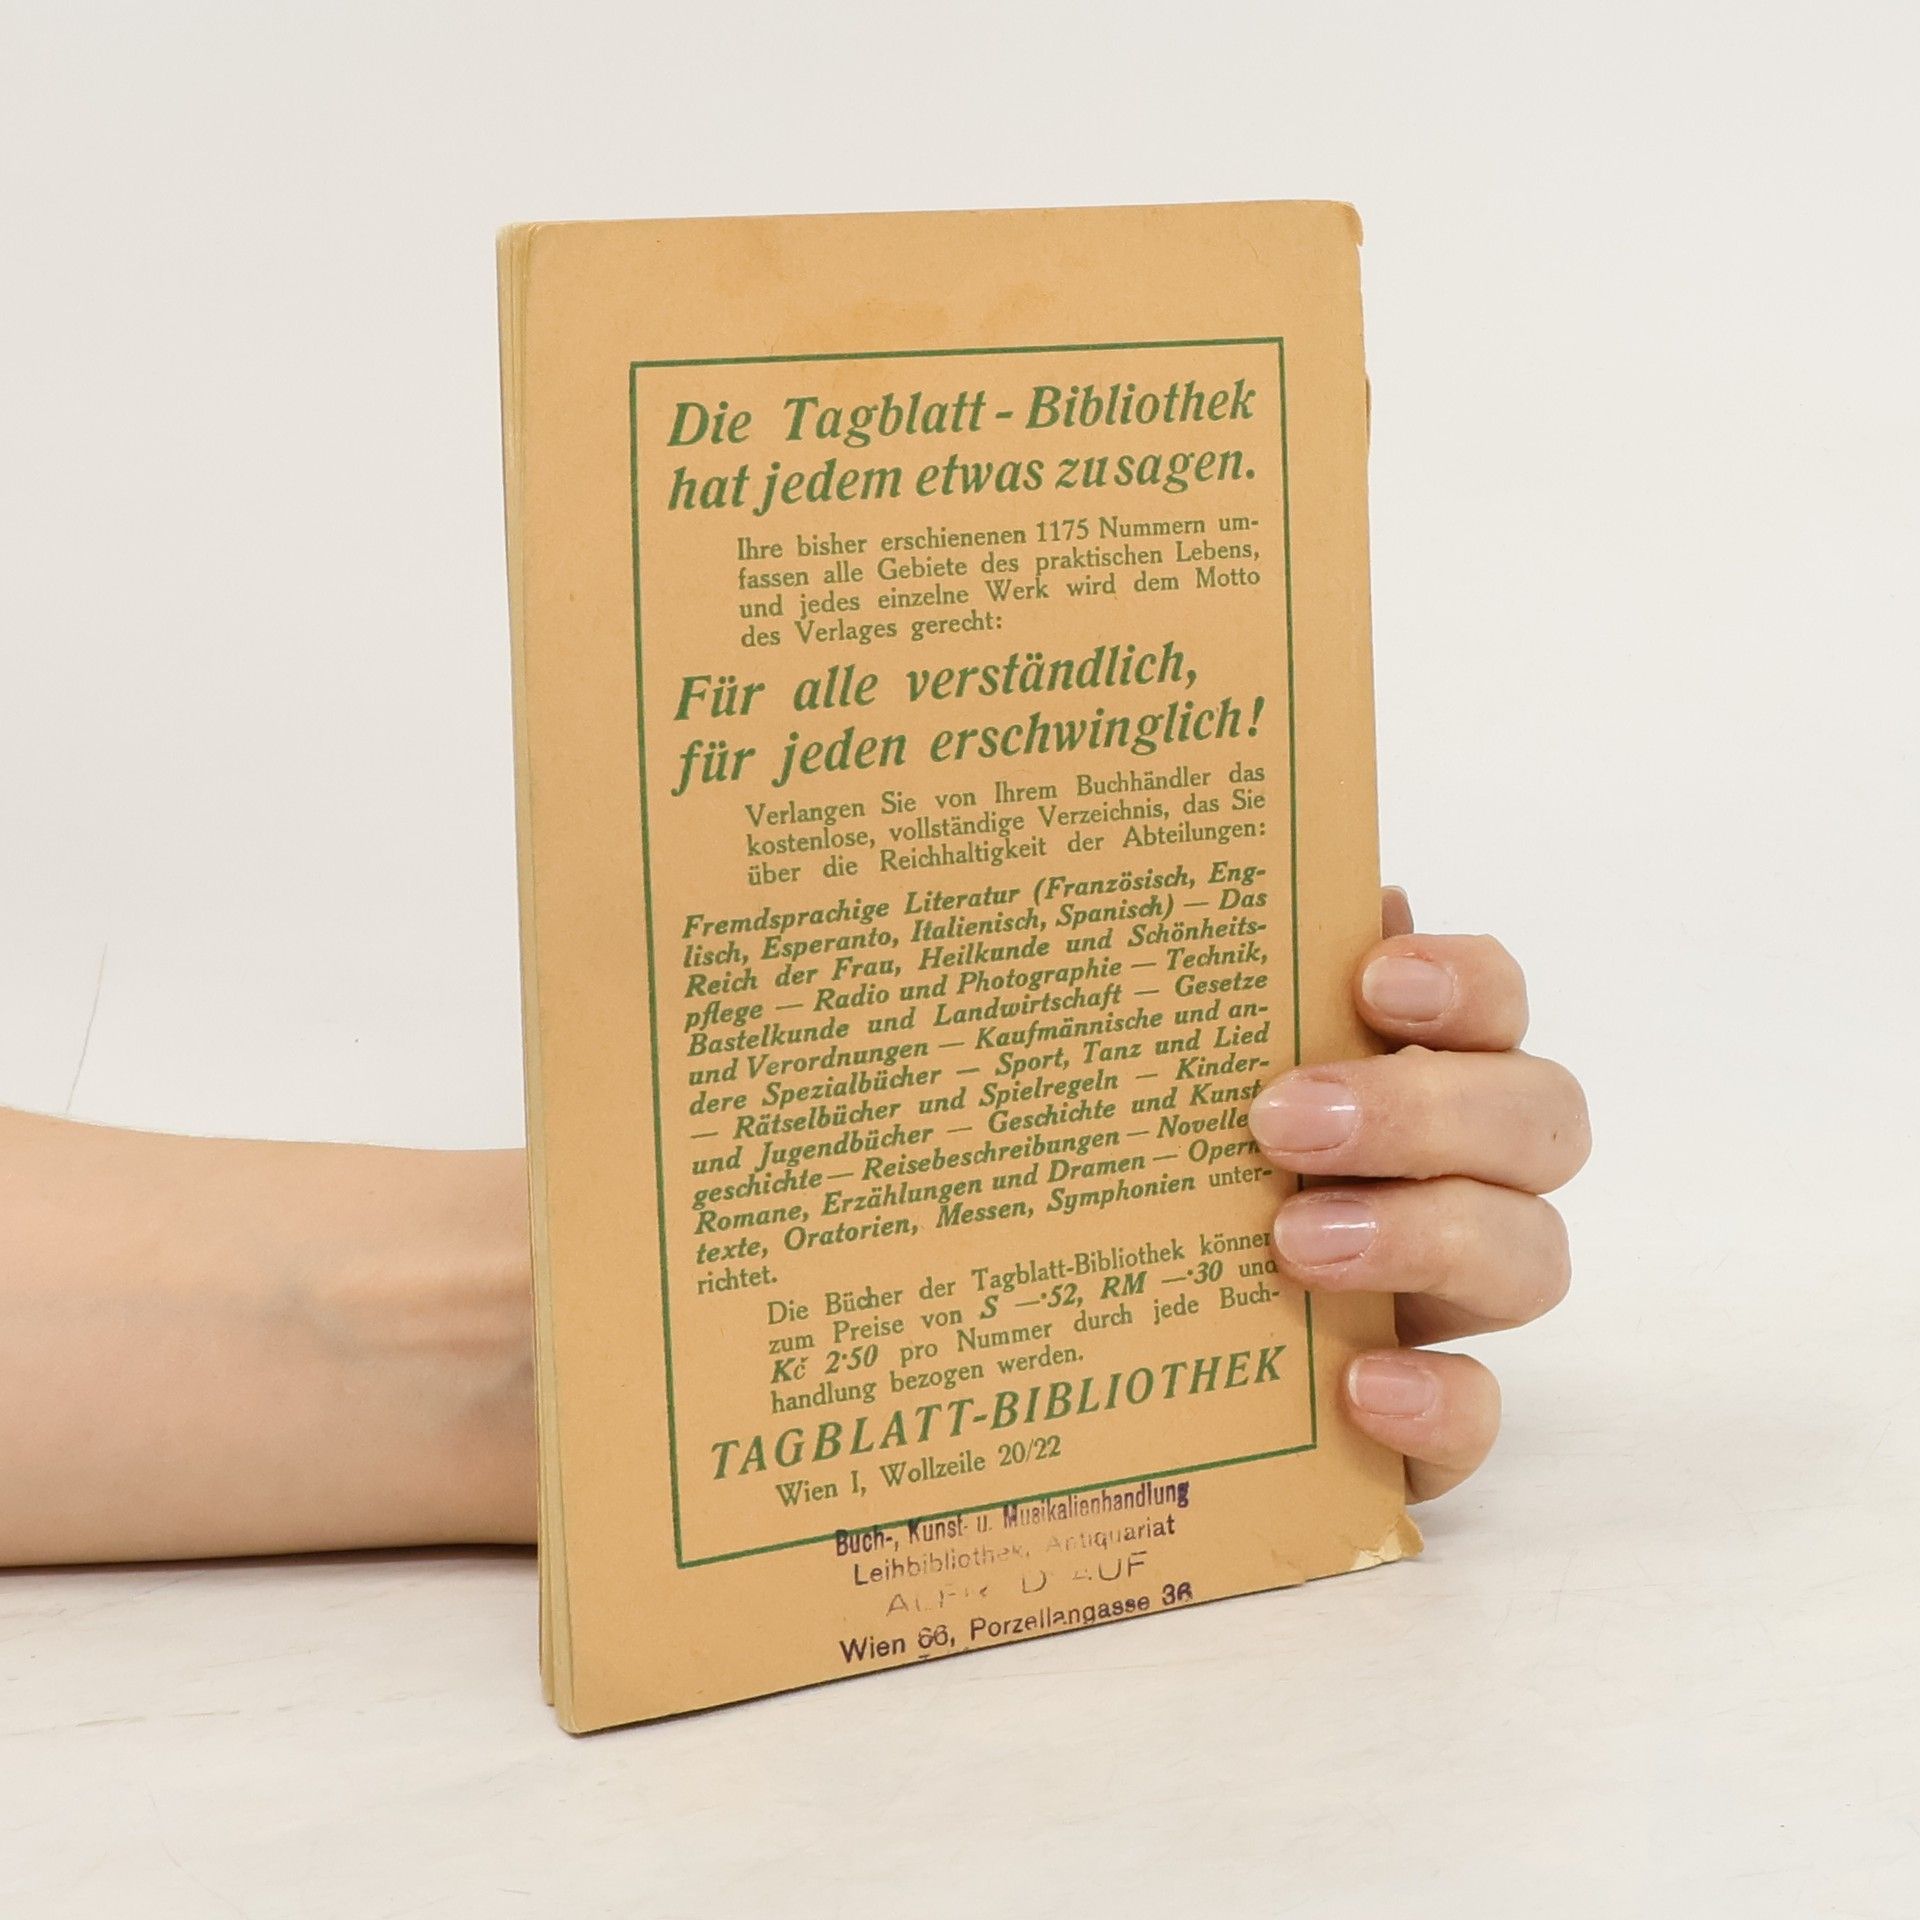 Die Tagblatt-Bibliothek
hat jedem etwas zu sagen.
Ihre bisher erschienenen 1175 Nummern um-
fassen alle Gebiete des praktischen Lebens,
und jedes einzelne Werk wird dem Motto
des Verlages gerecht:
Für alle verständlich,
für jeden erschwinglich!
Verlangen Sie von Ihrem Buchhändler das
kostenlose, vollständige Verzeichnis, das Sie
über die Reichhaltigkeit der Abteilungen:
Fremdsprachige Literatur (Französisch, Eng-
lisch, Esperanto, Italienisch, Spanisch) — Das
Reich der Frau, Heilkunde und Schönheits-
pflege — Radio und Photographie — Technik,
Bastelkunde und Landwirtschaft — Gesetze
und Verordnungen — Kaufmännische und an-
dere Spezialbücher — Sport, Tanz und Lied
— Rätselbücher und Spielregeln — Kinder-
und Jugendbücher — Geschichte und Kunst
geschichte — Reisebeschreibungen — Novelle
Romane, Erzählungen und Dramen — Opern
texte, Oratorien, Messen, Symphonien unter-
richtet.
Die Bücher der Tagblatt-Bibliothek können
zum Preise von S —·52, RM —·30 und
Kč 2·50 pro Nummer durch jede Buch-
handlung bezogen werden.
TAGBLATT-BIBLIOTHEK
Wien I, Wollzeile 20/22
Buch-, Kunst- u. Musikalienhandlung
Leihbibliothek, Antiquariat
Wien 66, Porzellangasse 36